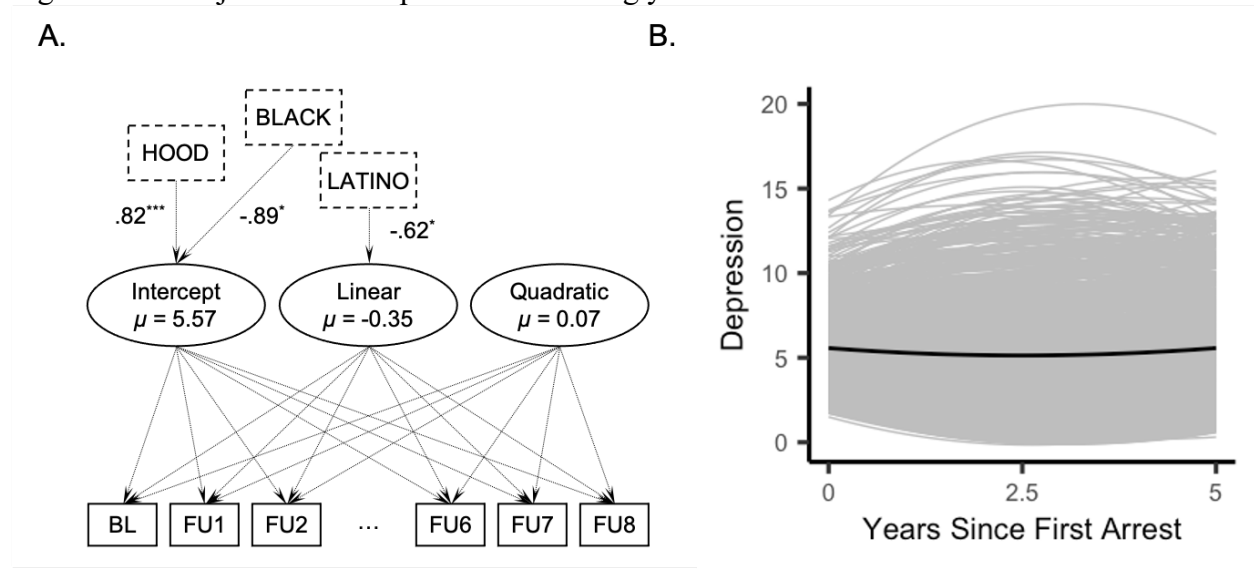 A.
HOOD
BLACK
LATINO
.82***
-.89*
-.62*
Intercept
μ = 5.57
Linear
μ = -0.35
Quadratic
μ = 0.07
BL
FU1
FU2
...
FU6
FU7
FU8
B.
Depression
20
15
10
5
0
0
2.5
5
Years Since First Arrest